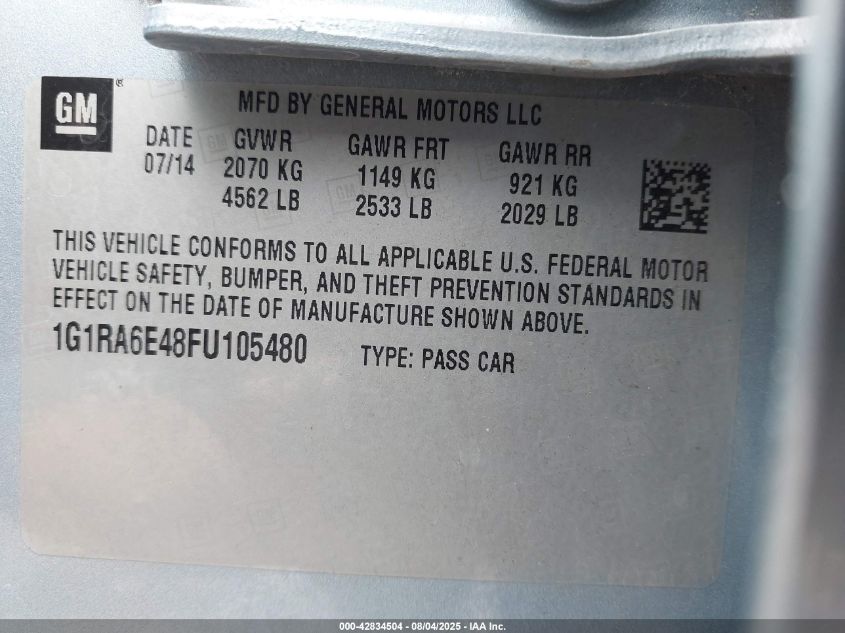 GM ®
MFD BY GENERAL MOTORS LLC
DATE GVWR GAWR FRT GAWR RR
07/14 2070 KG 1149 KG 921 KG
4562 LB 2533 LB 2029 LB
THIS VEHICLE CONFORMS TO ALL APPLICABLE U.S. FEDERAL MOTOR
VEHICLE SAFETY, BUMPER, AND THEFT PREVENTION STANDARDS IN
EFFECT ON THE DATE OF MANUFACTURE SHOWN ABOVE.
1G1RA6E48FU105480 TYPE: PASS CAR
000-42834504 - 08/04/2025 - IAA Inc.